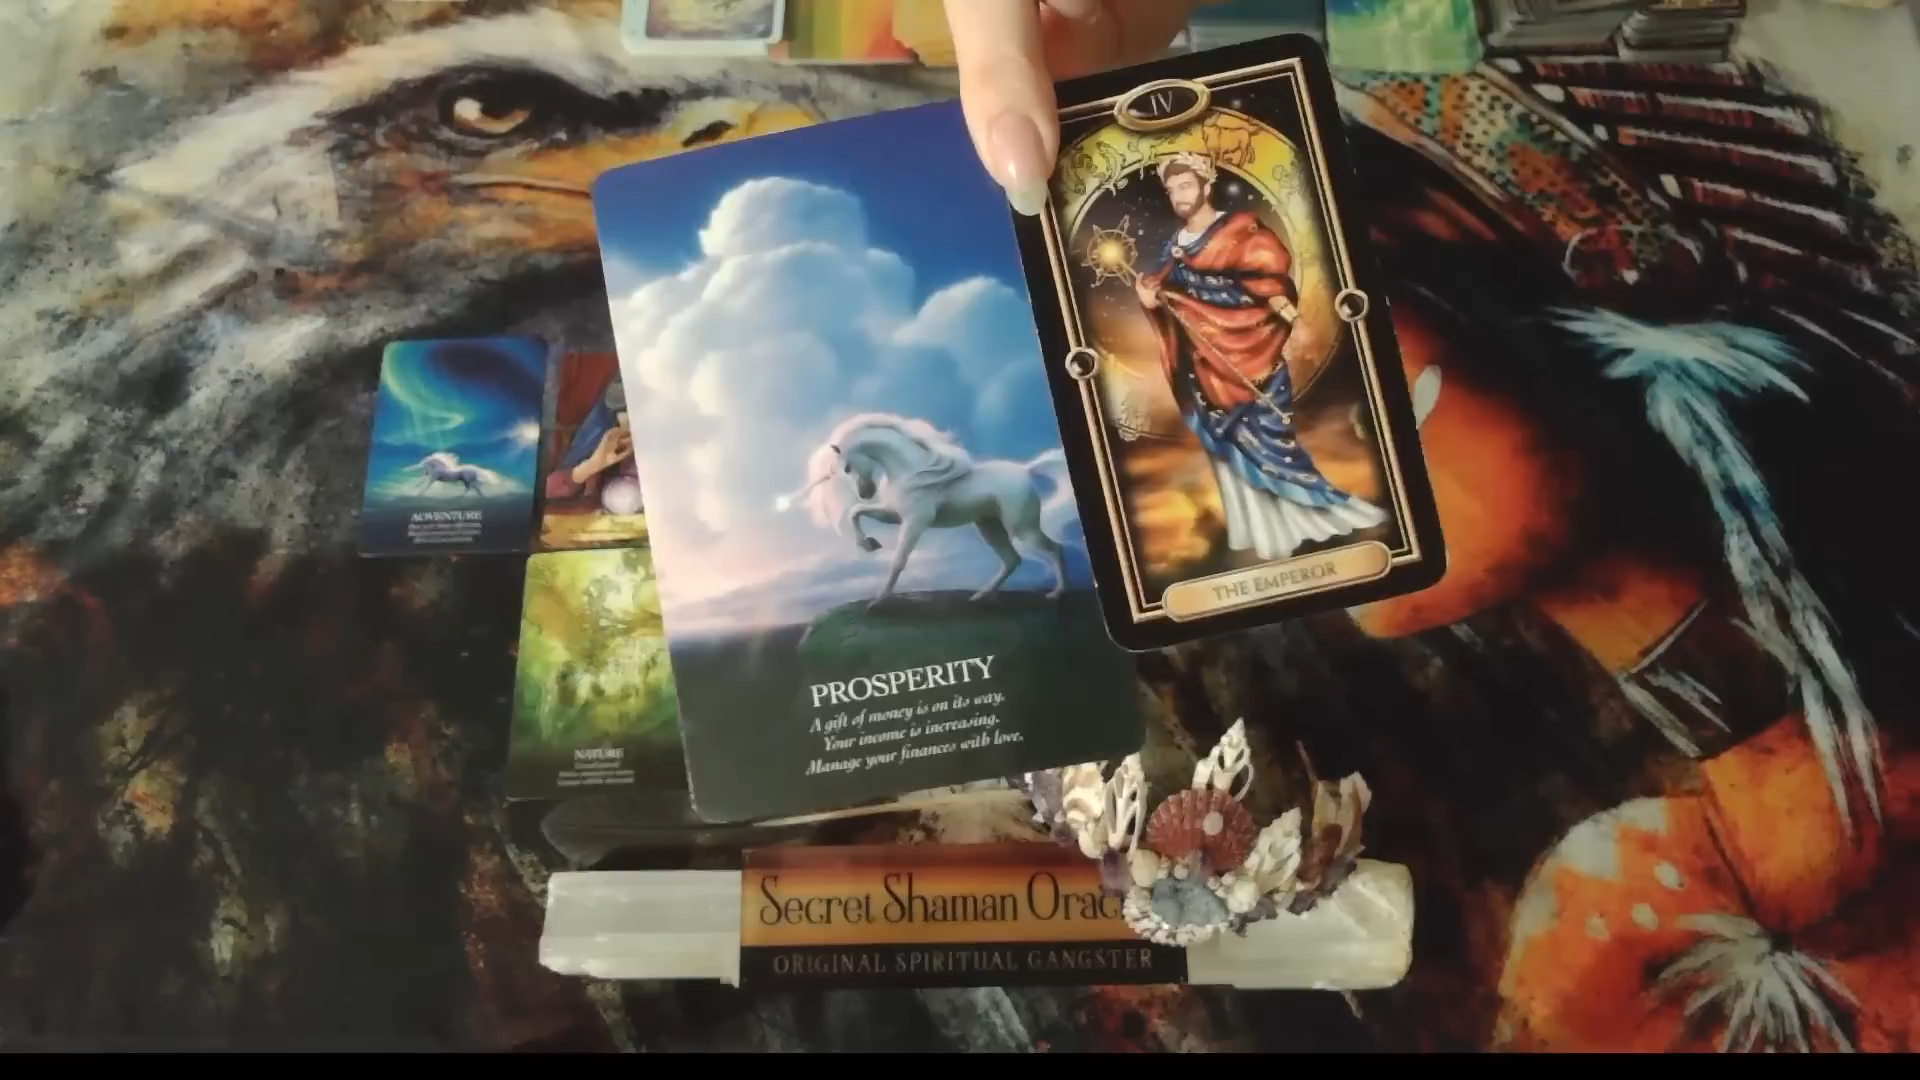 IV
THE EMPEROR
ADVENTURE
PROSPERITY
A gift of money is on its way.
Your income is increasing.
Manage your finances with love.
NATURE
Secret Shaman Orac
ORIGINAL SPIRITUAL GANGSTER